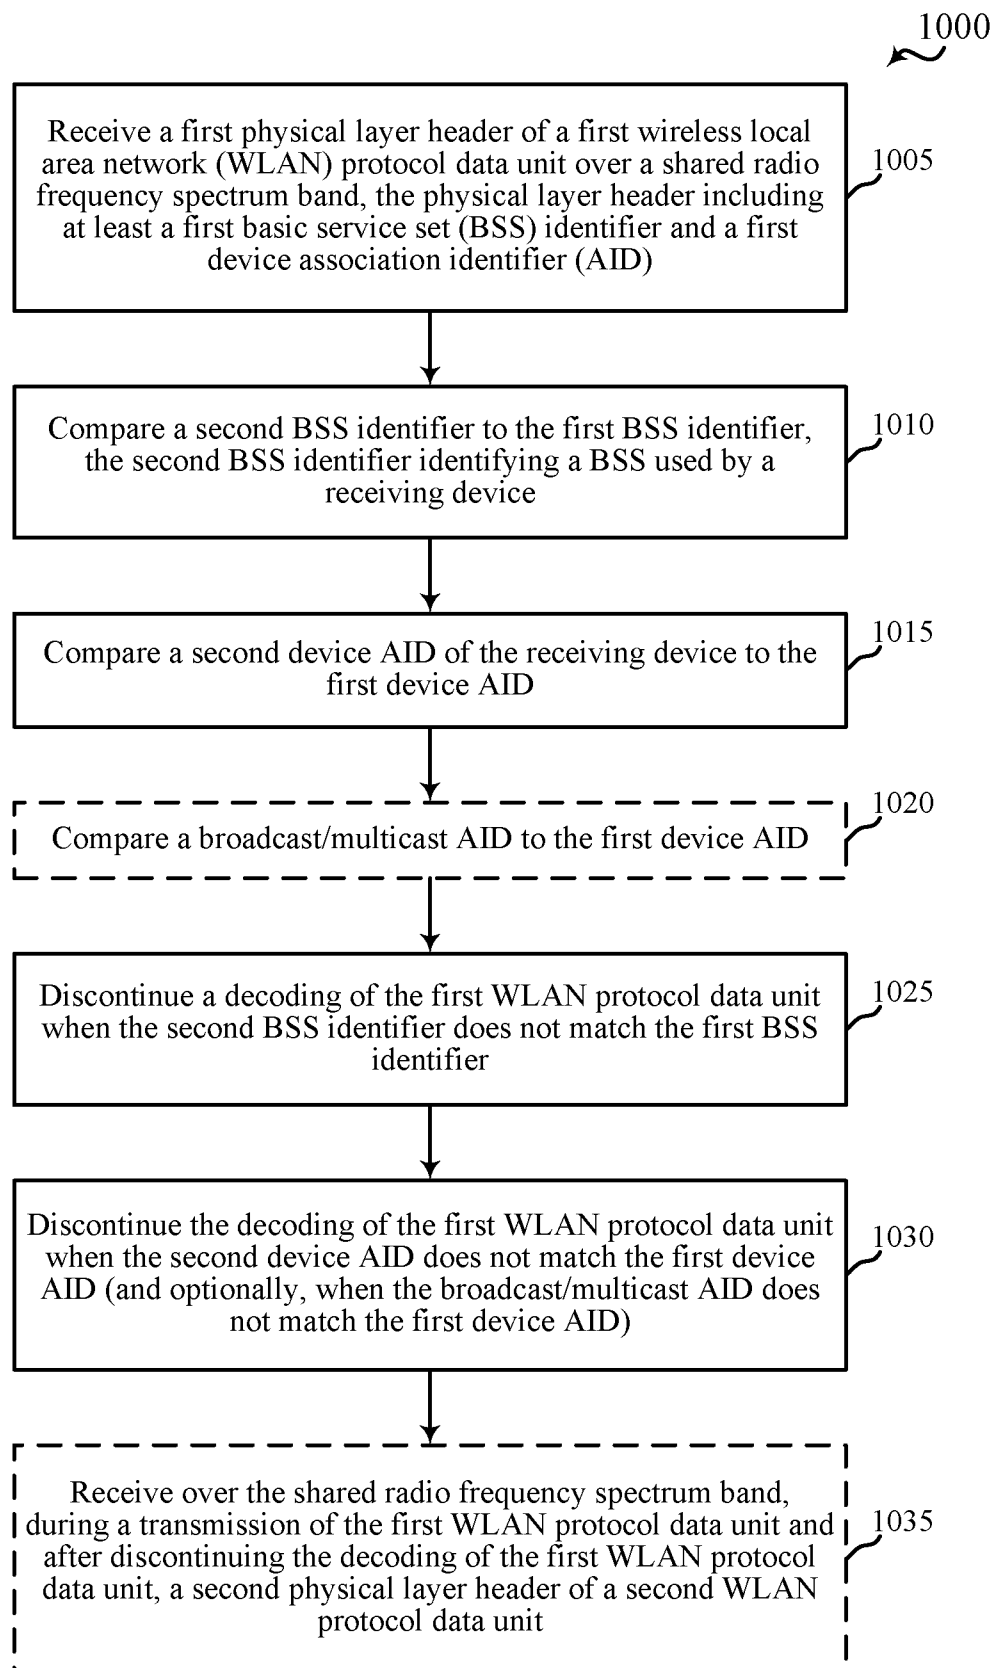 1000
Receive a first physical layer header of a first wireless local
area network (WLAN) protocol data unit over a shared radio
frequency spectrum band, the physical layer header including
at least a first basic service set (BSS) identifier and a first
device association identifier (AID)
1005
Compare a second BSS identifier to the first BSS identifier,
the second BSS identifier identifying a BSS used by a
receiving device
1010
Compare a second device AID of the receiving device to the
first device AID
1015
Compare a broadcast/multicast AID to the first device AID
1020
Discontinue a decoding of the first WLAN protocol data unit
when the second BSS identifier does not match the first BSS
identifier
1025
Discontinue the decoding of the first WLAN protocol data unit
when the second device AID does not match the first device
AID (and optionally, when the broadcast/multicast AID does
not match the first device AID)
1030
Receive over the shared radio frequency spectrum band,
during a transmission of the first WLAN protocol data unit and
after discontinuing the decoding of the first WLAN protocol
data unit, a second physical layer header of a second WLAN
protocol data unit
1035